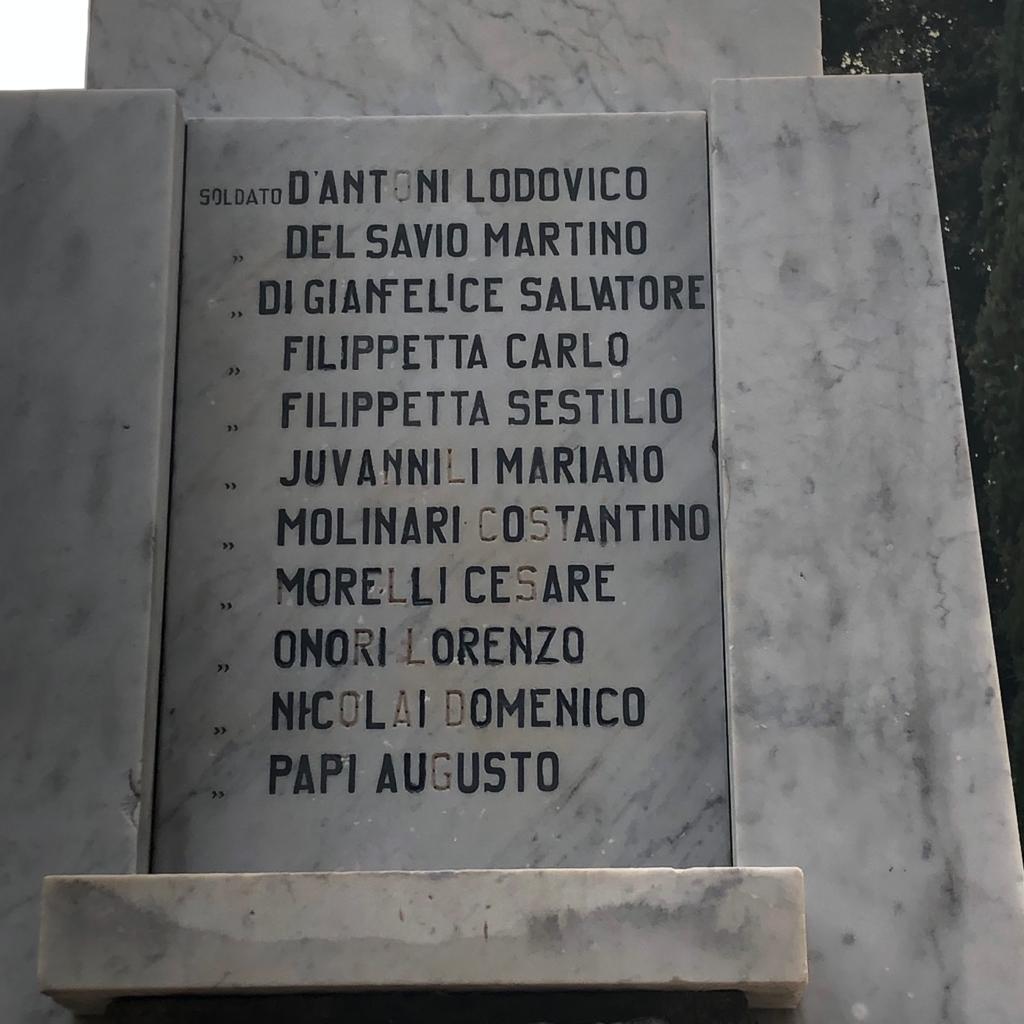 SOLDATO D'ANTONI LODOVICO
„ DEL SAVIO MARTINO
„ DI GIANFELICE SALVATORE
„ FILIPPETTA CARLO
„ FILIPPETTA SESTILIO
„ JUVANNILI MARIANO
„ MOLINARI COSTANTINO
„ MORELLI CESARE
„ ONORI LORENZO
„ NICOLAI DOMENICO
„ PAPI AUGUSTO